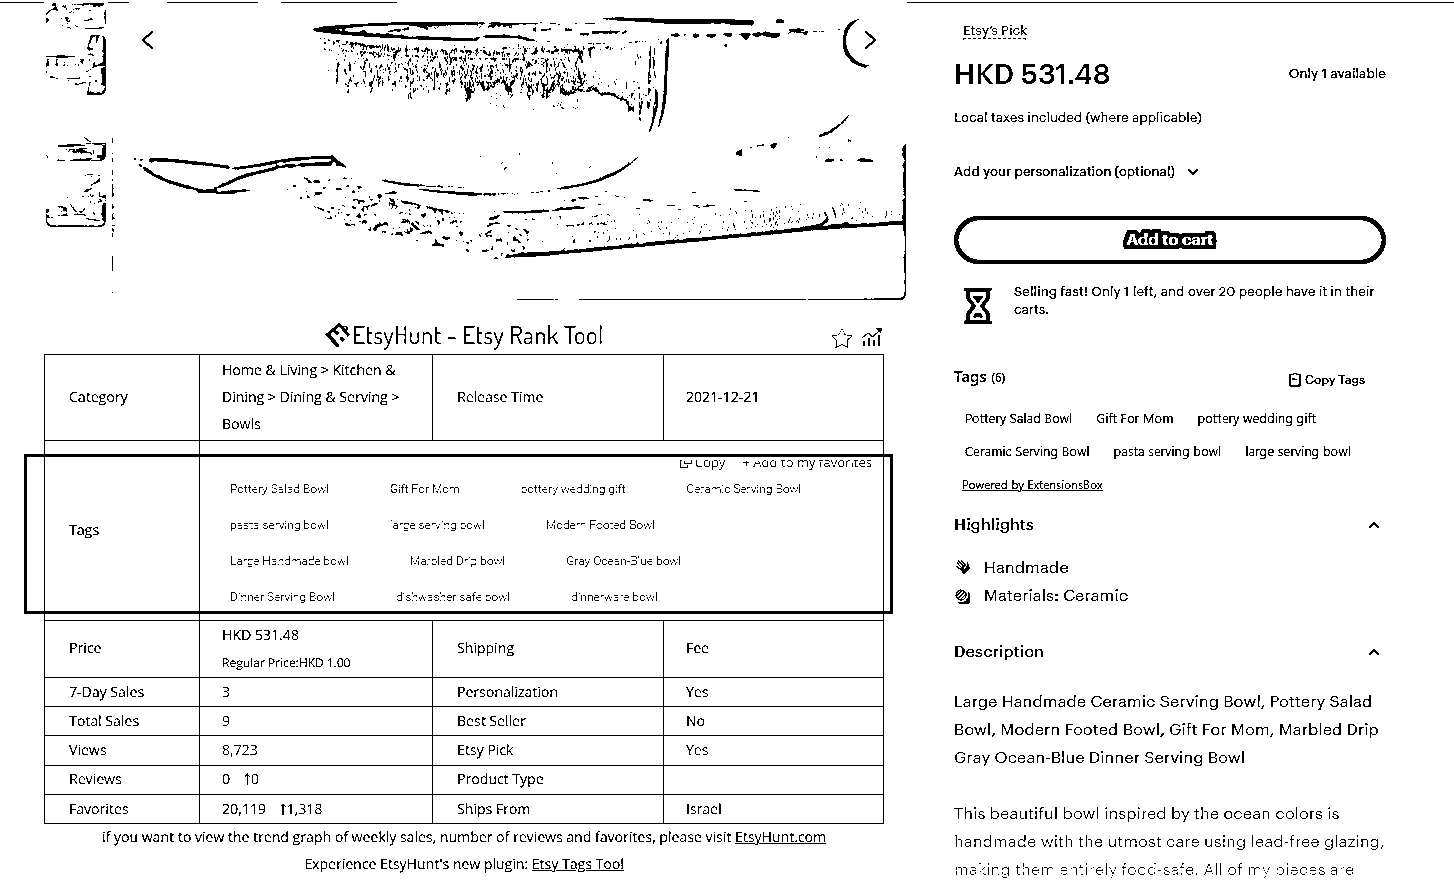 Etsy's Pick
HKD 531.48
Only 1 available
Local taxes included (where applicable)
Add your personalization (optional)
Add to cart
Selling fast! Only 1 left, and over 20 people have it in their
carts.
Tags (6)
Copy Tags
Pottery Salad Bowl Gift For Mom pottery wedding gift
Ceramic Serving Bowl pasta serving bowl large serving bowl
Powered by ExtensionsBox
Highlights
Handmade
Materials: Ceramic
Description
Large Handmade Ceramic Serving Bowl, Pottery Salad
Bowl, Modern Footed Bowl, Gift For Mom, Marbled Drip
Gray Ocean-Blue Dinner Serving Bowl
This beautiful bowl inspired by the ocean colors is
handmade with the utmost care using lead-free glazing,
making them entirely food-safe. All of my pieces are
EtsyHunt - Etsy Rank Tool
Category
Home & Living > Kitchen &
Dining > Dining & Serving >
Bowls
Release Time
2021-12-21
Copy + Add to my favorites
Tags
Pottery Salad Bowl Gift For Mom pottery wedding gift Ceramic Serving Bowl
pasta serving bowl large serving bowl Modern Footed Bowl
Large Handmade bowl Marbled Drip bowl Gray Ocean-Blue bowl
Dinner Serving Bowl dishwasher safe bowl dinnerware bowl
Price
HKD 531.48
Regular Price:HKD 1.00
Shipping
Fee
7-Day Sales 3 Personalization Yes
Total Sales 9 Best Seller No
Views 8,723 Etsy Pick Yes
Reviews 0 ↑0 Product Type
Favorites 20,119 ↑1,318 Ships From Israel
if you want to view the trend graph of weekly sales, number of reviews and favorites, please visit EtsyHunt.com
Experience EtsyHunt's new plugin: Etsy Tags Tool